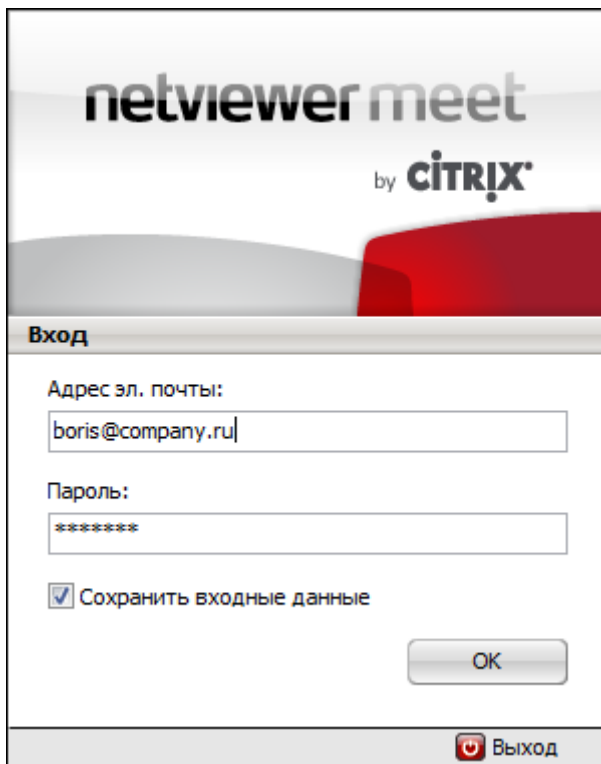 netviewer meet
by CITRIX
Вход
Адрес эл. почты:
boris@company.ru
Пароль:
*******
Сохранить входные данные
OK
Выход